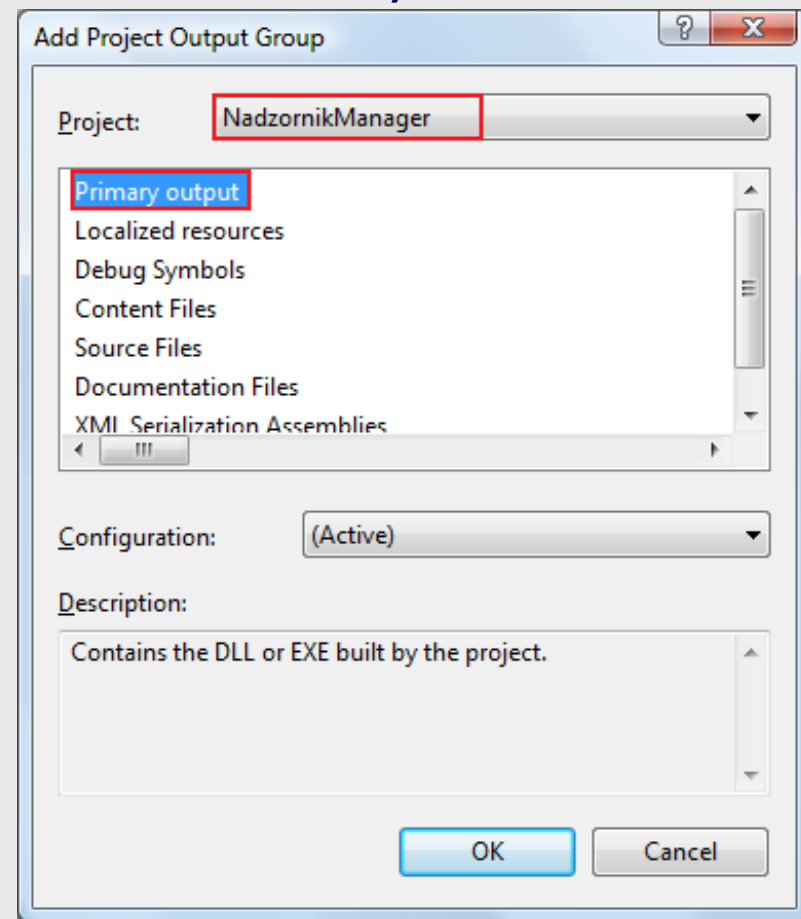 Add Project Output Group
Project: NadzornikManager
Primary output
Localized resources
Debug Symbols
Content Files
Source Files
Documentation Files
XML Serialization Assemblies
Configuration: (Active)
Description:
Contains the DLL or EXE built by the project.
OK Cancel